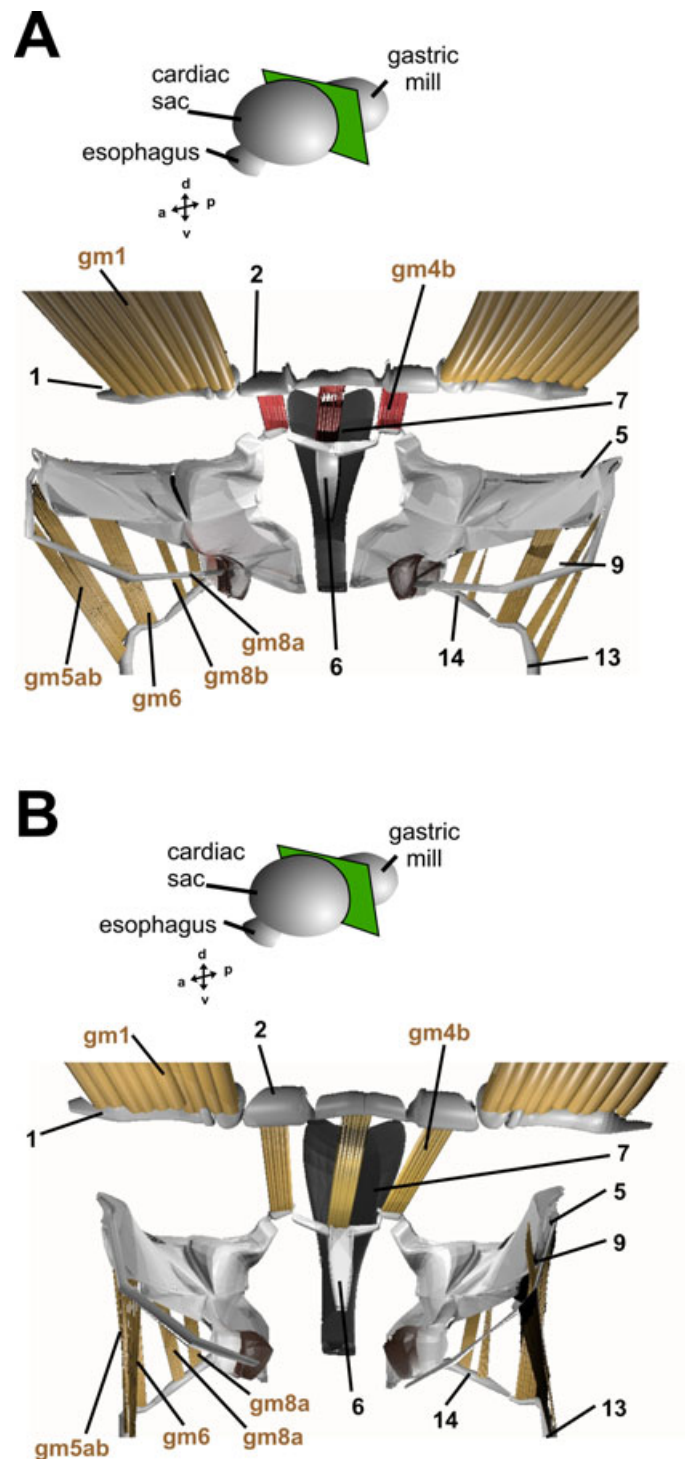 A
cardiac
sac
gastric
mill
esophagus
d
a p
v
gm1
2
gm4b
1
7
5
9
gm8a
14
13
gm8b
6
gm5ab
gm6
B
cardiac
sac
gastric
mill
esophagus
d
a p
v
gm1
2
gm4b
1
7
5
9
gm8a
6
14
13
gm5ab
gm6
gm8a